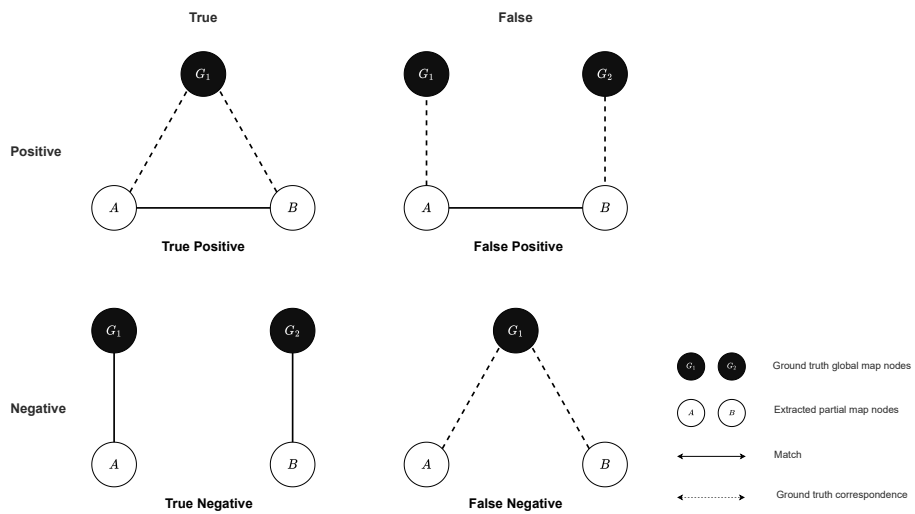 True
False
G₁
G₁
G₂
Positive
A
B
A
B
True Positive
False Positive
G₁
G₂
G₁
G₁ G₂
Ground truth global map nodes
Negative
A B
Extracted partial map nodes
A
B
A
B
Match
True Negative
False Negative
Ground truth correspondence